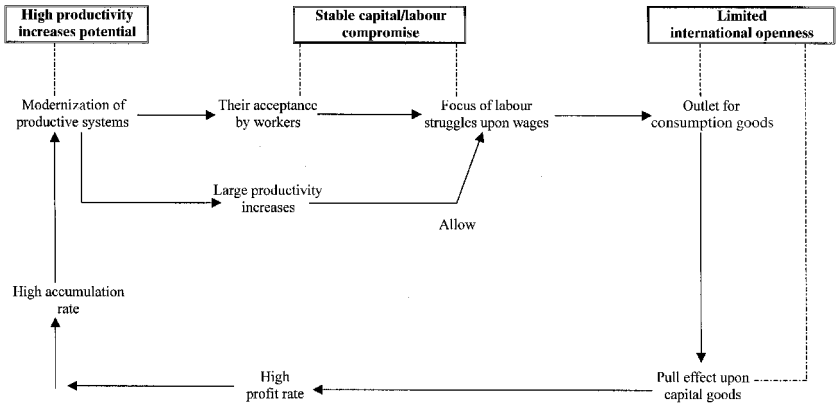 High productivity
increases potential
Stable capital/labour
compromise
Limited
international openness
Modernization of
productive systems
Their acceptance
by workers
Focus of labour
struggles upon wages
Outlet for
consumption goods
Large productivity
increases
Allow
High accumulation
rate
High
profit rate
Pull effect upon
capital goods